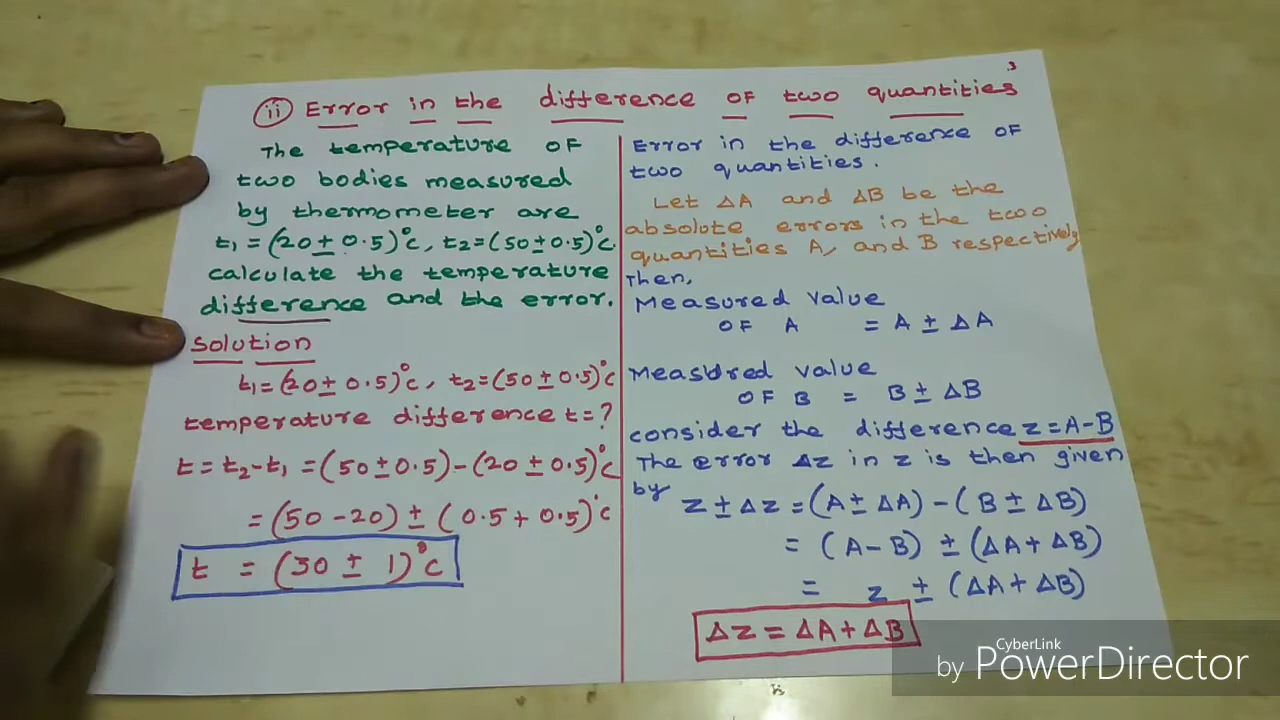 3
(ii) Error in the difference of two quantities
The temperature of
two bodies measured
by thermometer are
t₁=(20±0.5)°c, t₂=(50±0.5)°c.
calculate the temperature
difference and the error.
Solution
t₁=(20±0.5)°c, t₂=(50±0.5)°c
temperature difference t=?
t=t₂-t₁ =(50±0.5)-(20±0.5)°c
=(50-20)±(0.5+0.5)°c
t = (30 ± 1)°c
Error in the difference of
two quantities.
Let ΔA and ΔB be the
absolute errors in the two
quantities A, and B respectively
Then,
Measured value
of A = A ± ΔA
Measured value
of B = B ± ΔB
consider the difference z=A-B
The error Δz in z is then given
by
z ± Δz =(A± ΔA) -( B ± ΔB)
= (A-B) ± (ΔA+ΔB)
= z ± (ΔA+ΔB)
Δz = ΔA+ΔB
CyberLink
by PowerDirector